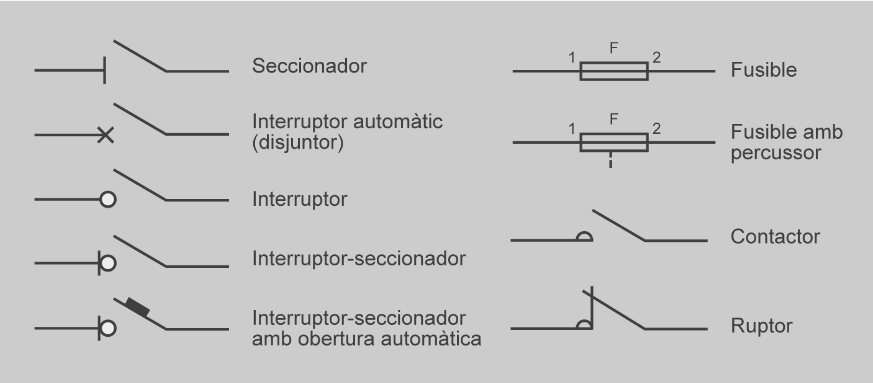 Seccionador
Interruptor automàtic
(disjuntor)
Interruptor
Interruptor-seccionador
Interruptor-seccionador
amb obertura automàtica
1 F 2
Fusible
1 F 2
Fusible amb
percussor
Contactor
Ruptor